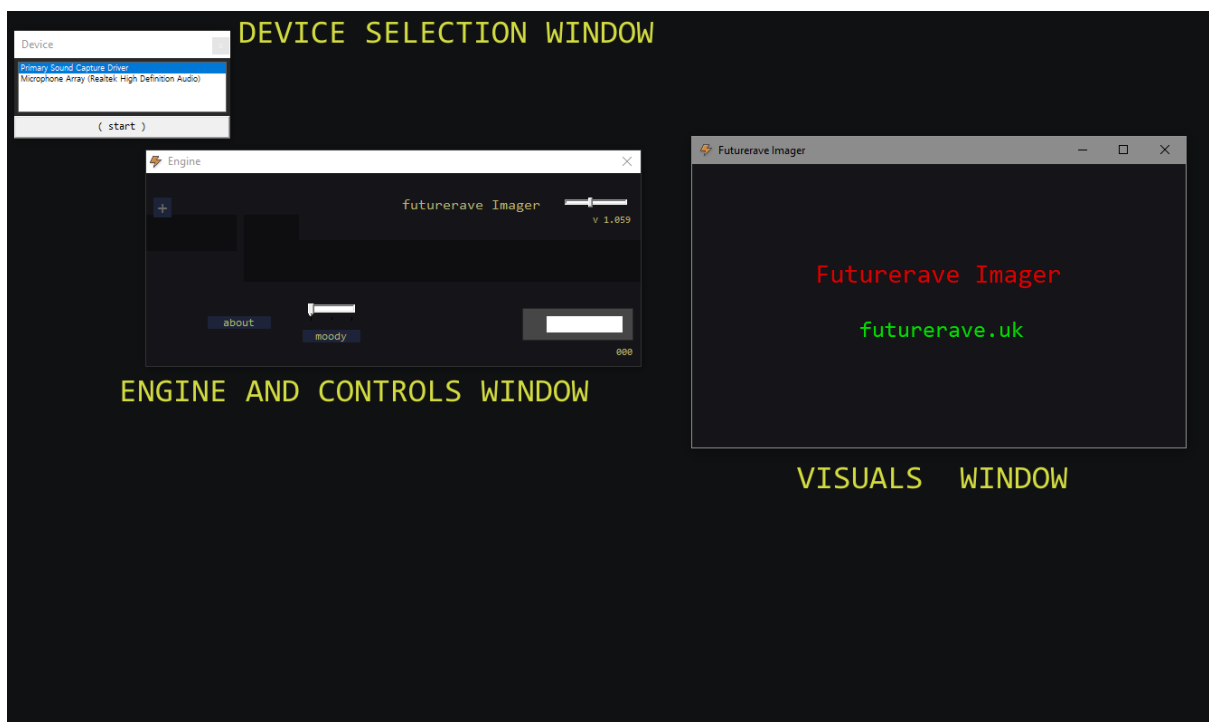 DEVICE SELECTION WINDOW
Device
Primary Sound Capture Driver
Microphone Array (Realtek High Definition Audio)
( start )
Engine
+
futurerave Imager
v 1.059
about
moody
000
ENGINE AND CONTROLS WINDOW
Futurerave Imager
Futurerave Imager
futurerave.uk
VISUALS WINDOW